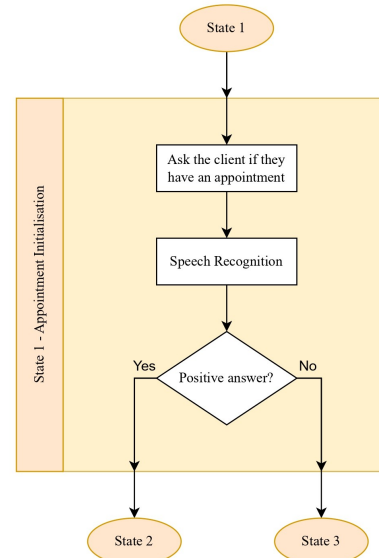 State 1
State 1 - Appointment Initialisation
Ask the client if they
have an appointment
Speech Recognition
Positive answer?
Yes
No
State 2
State 3